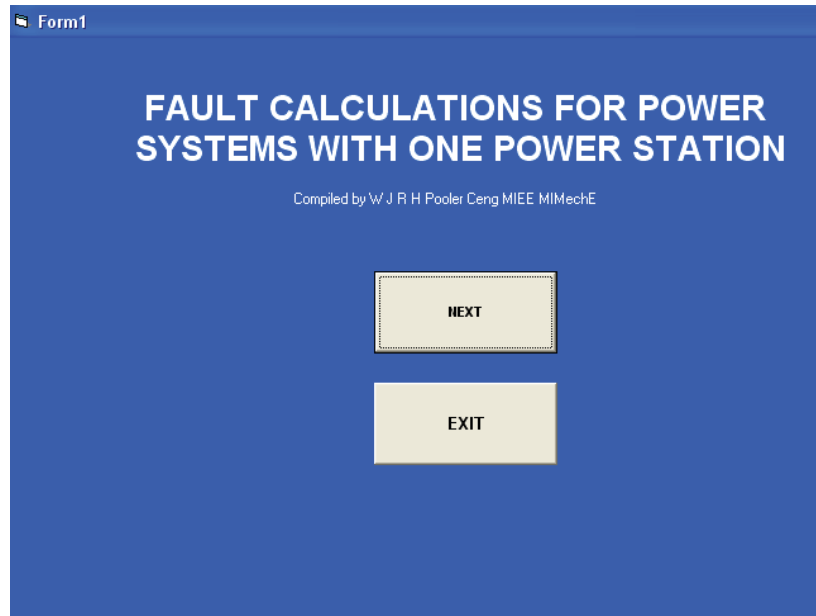 Form1
FAULT CALCULATIONS FOR POWER
SYSTEMS WITH ONE POWER STATION
Compiled by W J R H Pooler Ceng MIEE MIMechE
NEXT
EXIT